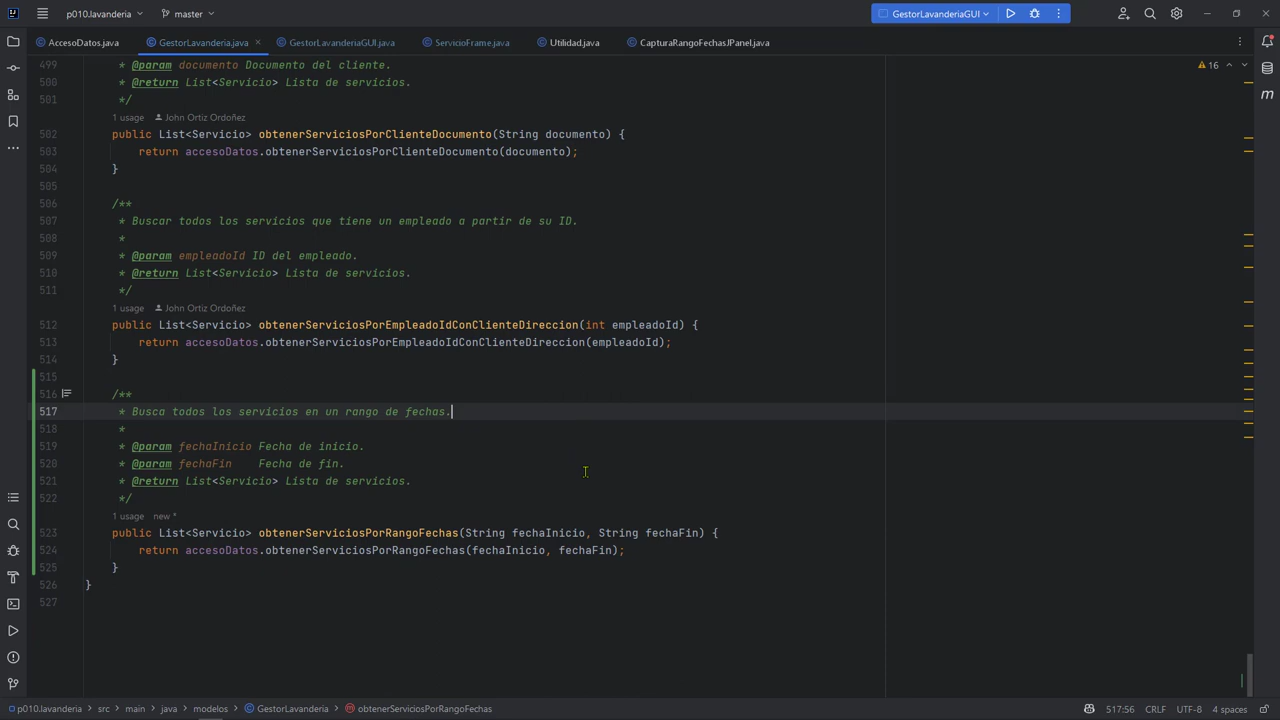 p010.lavanderia
master
GestorLavanderiaGUI
AccesoDatos.java
GestorLavanderia.java
GestorLavanderiaGUI.java
ServicioFrame.java
Utilidad.java
CapturaRangoFechasJPanel.java
16
499 * @param documento Documento del cliente.
500 * @return List<Servicio> Lista de servicios.
501 */
1 usage John Ortiz Ordoñez
502 public List<Servicio> obtenerServiciosPorClienteDocumento(String documento) {
503 return accesoDatos.obtenerServiciosPorClienteDocumento(documento);
504 }
505
506 /**
507 * Buscar todos los servicios que tiene un empleado a partir de su ID.
508 *
509 * @param empleadoId ID del empleado.
510 * @return List<Servicio> Lista de servicios.
511 */
1 usage John Ortiz Ordoñez
512 public List<Servicio> obtenerServiciosPorEmpleadoIdConClienteDireccion(int empleadoId) {
513 return accesoDatos.obtenerServiciosPorEmpleadoIdConClienteDireccion(empleadoId);
514 }
515
516 /**
517 * Busca todos los servicios en un rango de fechas.
518 *
519 * @param fechaInicio Fecha de inicio.
520 * @param fechaFin Fecha de fin.
521 * @return List<Servicio> Lista de servicios.
522 */
1 usage new *
523 public List<Servicio> obtenerServiciosPorRangoFechas(String fechaInicio, String fechaFin) {
524 return accesoDatos.obtenerServiciosPorRangoFechas(fechaInicio, fechaFin);
525 }
526 }
527
p010.lavanderia > src > main > java > modelos > GestorLavanderia > obtenerServiciosPorRangoFechas
517:56 CRLF UTF-8 4 spaces